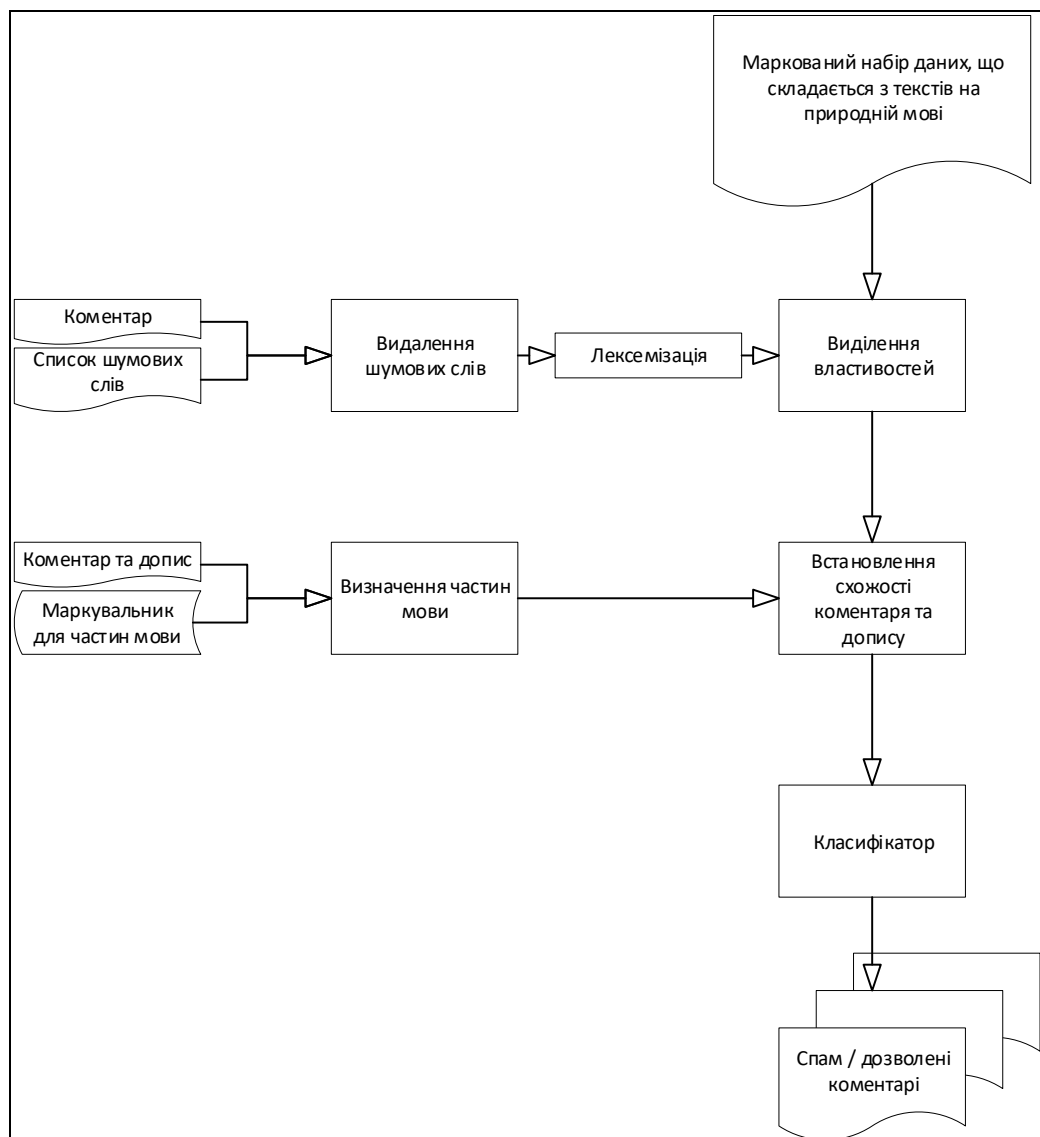 Маркований набір даних, що
складається з текстів на
природній мові
Коментар
Список шумових
слів
Видалення
шумових слів
Лексемізація
Виділення
властивостей
Коментар та допис
Маркувальник
для частин мови
Визначення частин
мови
Встановлення
схожості
коментаря та
допису
Класифікатор
Спам / дозволені
коментарі